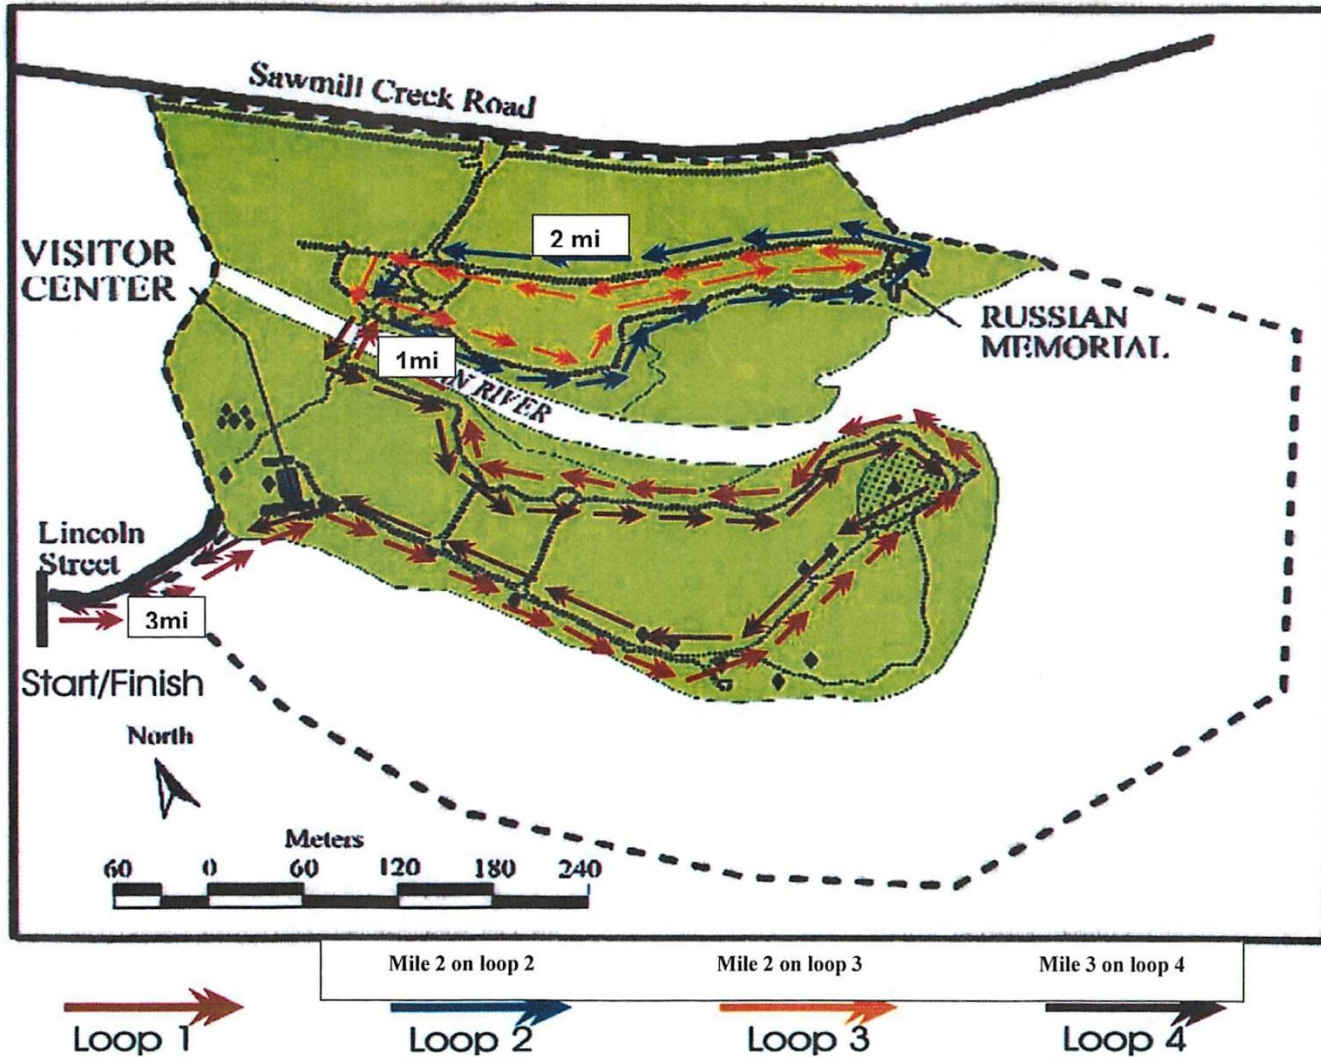 Sawmill Creek Road
2 mi
VISITOR
CENTER
RUSSIAN
MEMORIAL
1mi
RIVER
Lincoln
Street
3mi
Start/Finish
North
Meters
60 0 60 120 180 240
Mile 2 on loop 2 Mile 2 on loop 3 Mile 3 on loop 4
Loop 1 Loop 2 Loop 3 Loop 4